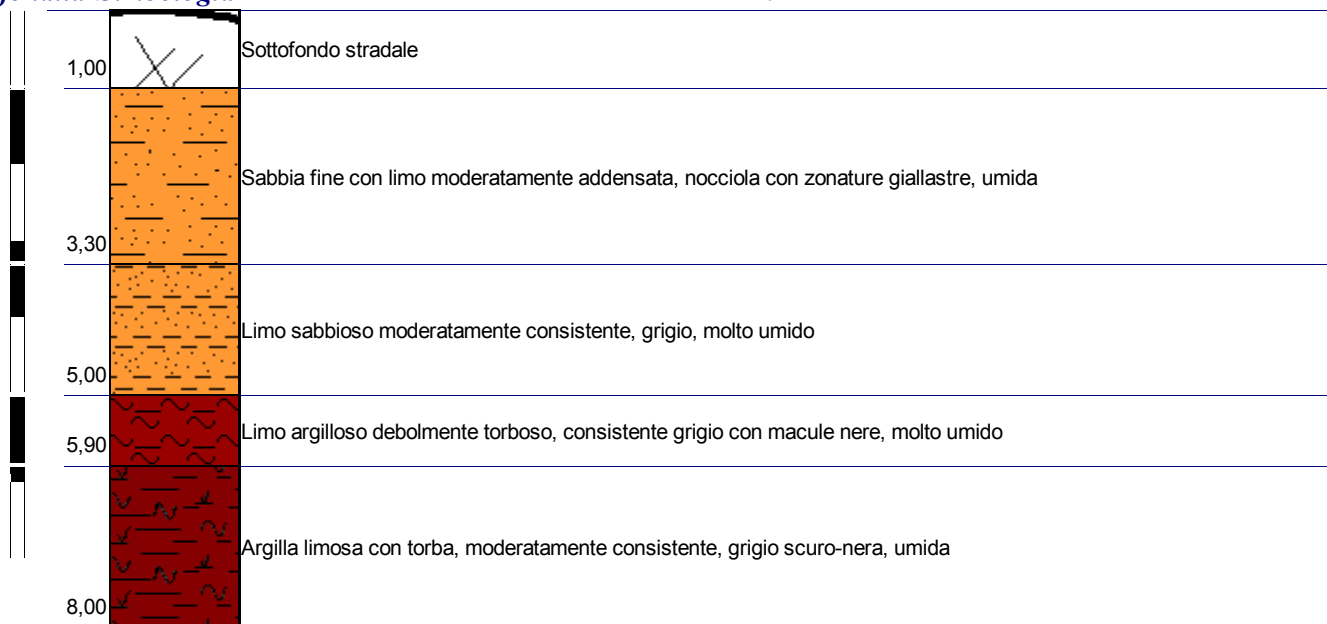 Sottofondo stradale
1,00
Sabbia fine con limo moderatamente addensata, nocciola con zonature giallastre, umida
3,30
Limo sabbioso moderatamente consistente, grigio, molto umido
5,00
Limo argilloso debolmente torboso, consistente grigio con macule nere, molto umido
5,90
Argilla limosa con torba, moderatamente consistente, grigio scuro-nera, umida
8,00